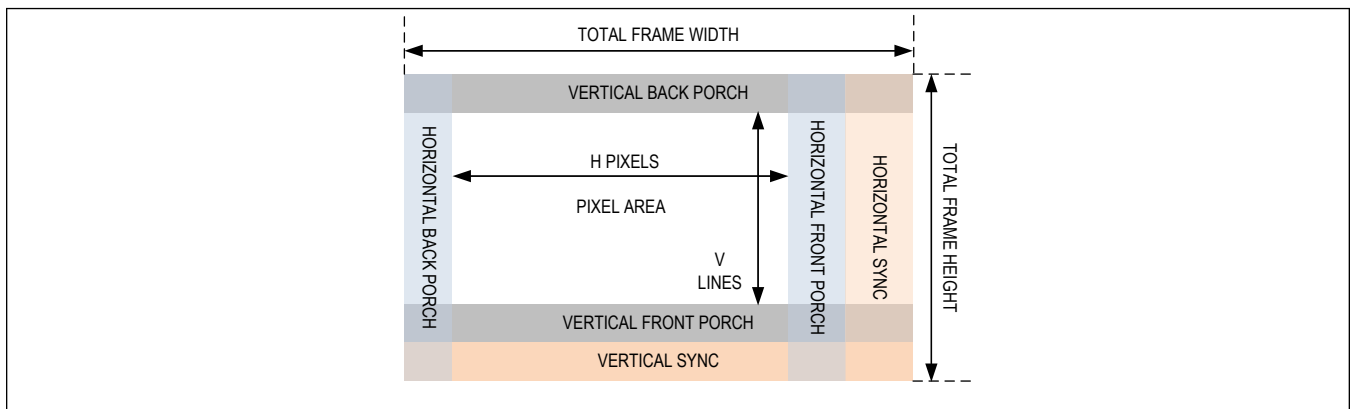 TOTAL FRAME WIDTH
VERTICAL BACK PORCH
HORIZONTAL BACK PORCH
H PIXELS
PIXEL AREA
V
LINES
HORIZONTAL FRONT PORCH
HORIZONTAL SYNC
TOTAL FRAME HEIGHT
VERTICAL FRONT PORCH
VERTICAL SYNC